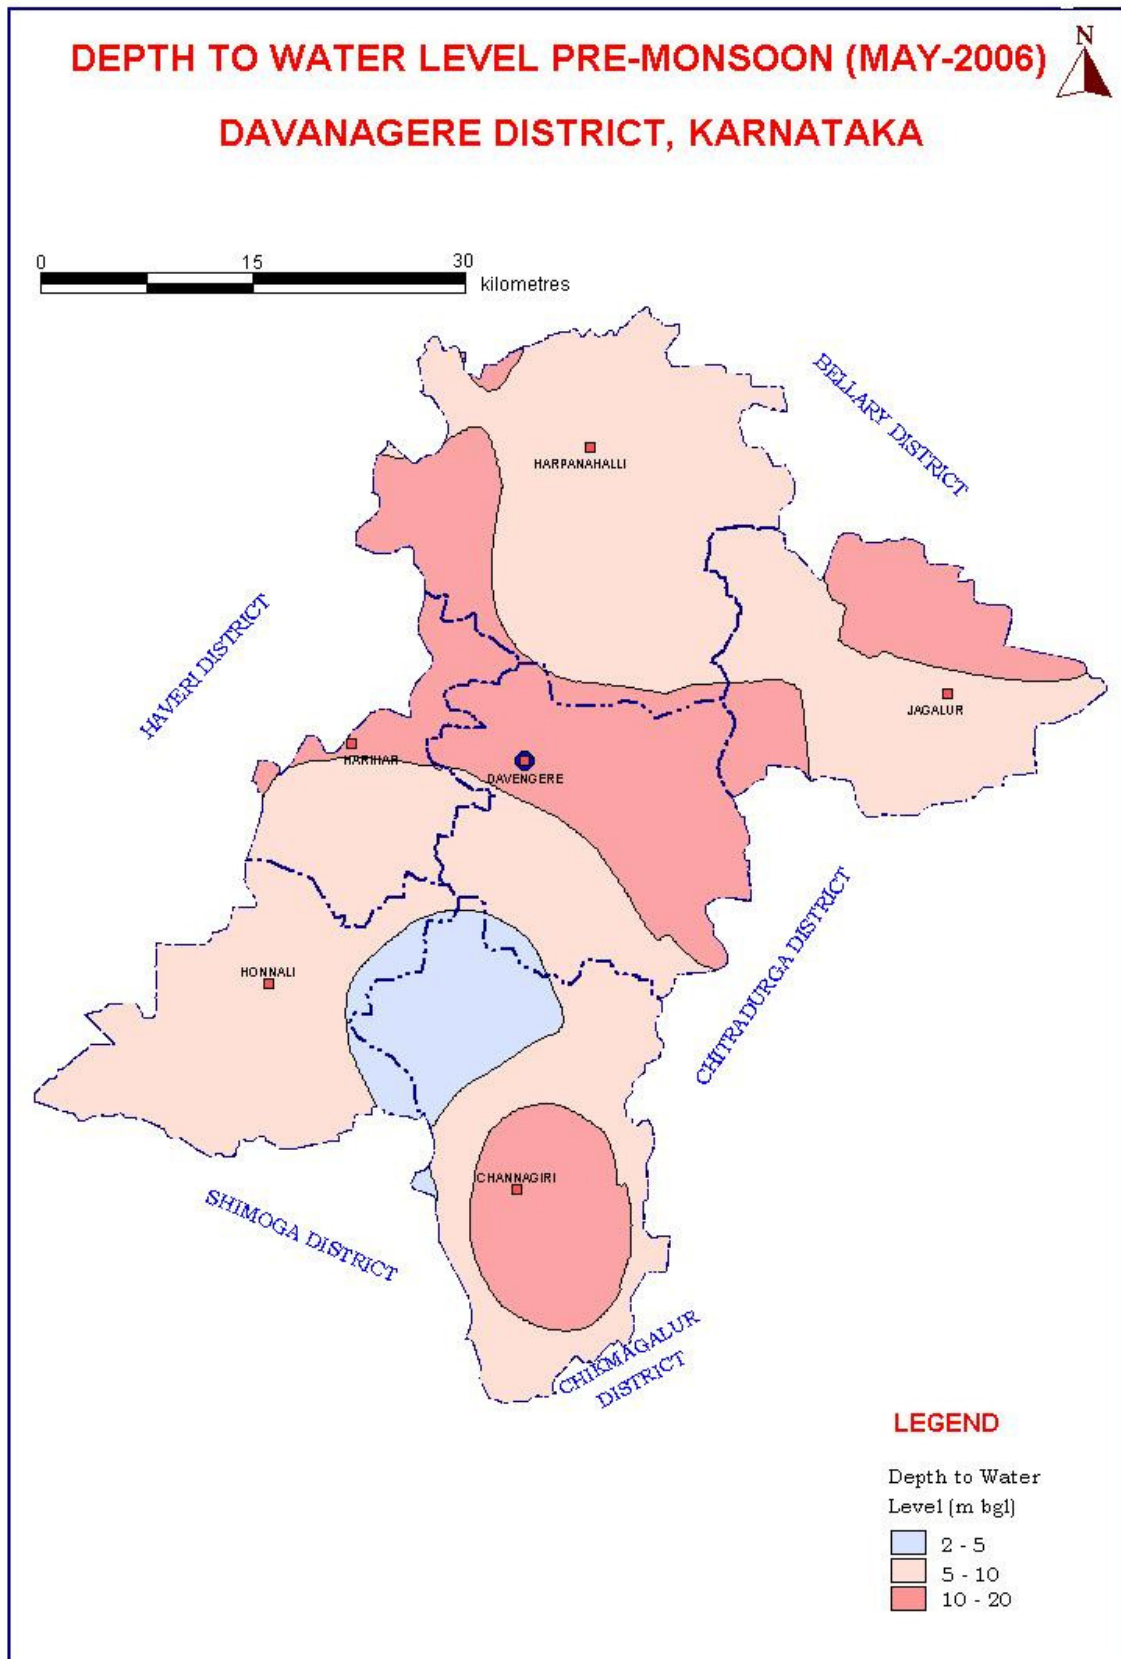 N
DEPTH TO WATER LEVEL PRE-MONSOON (MAY-2006)
DAVANAGERE DISTRICT, KARNATAKA
0 15 30
kilometres
BELLARY DISTRICT
HARPANAHALLI
HAVERI DISTRICT
JAGALUR
HARIHAR
DAVENGERE
CHITRADURGA DISTRICT
HONNALI
CHANNAGIRI
SHIMOGA DISTRICT
CHIKMAGALUR
DISTRICT
LEGEND
Depth to Water
Level (m bgl)
2 - 5
5 - 10
10 - 20